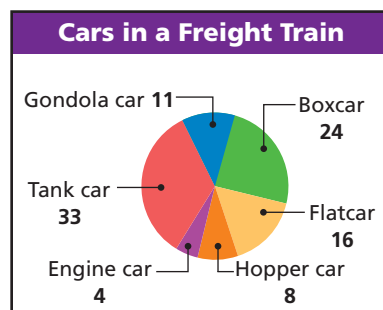 Cars in a Freight Train
Gondola car 11
Boxcar
24
Tank car
33
Flatcar
16
Engine car
4
Hopper car
8